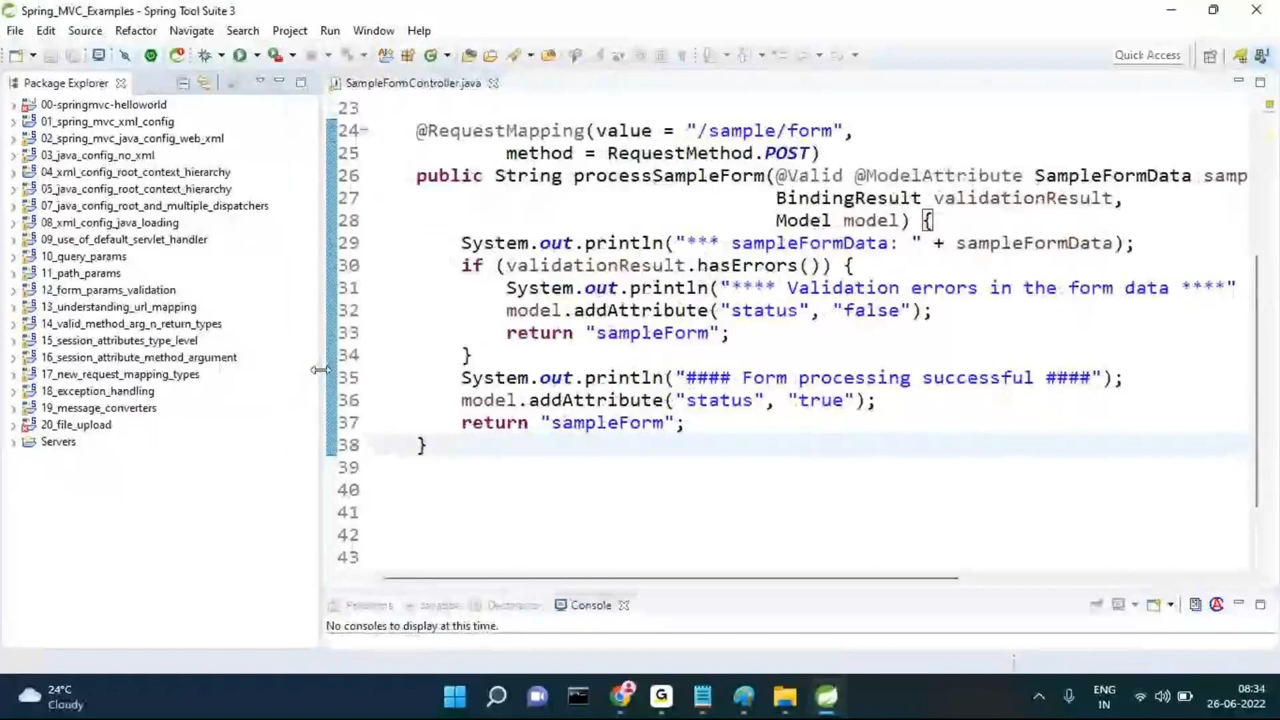 Spring_MVC_Examples - Spring Tool Suite 3
File Edit Source Refactor Navigate Search Project Run Window Help
Quick Access
Package Explorer
00-springmvc-helloworld
01_spring_mvc_xml_config
02_spring_mvc_java_config_web_xml
03_java_config_no_xml
04_xml_config_root_context_hierarchy
05_java_config_root_context_hierarchy
07_java_config_root_and_multiple_dispatchers
08_xml_config_java_loading
09_use_of_default_servlet_handler
10_query_params
11_path_params
12_form_params_validation
13_understanding_url_mapping
14_valid_method_arg_n_return_types
15_session_attributes_type_level
16_session_attribute_method_argument
17_new_request_mapping_types
18_exception_handling
19_message_converters
20_file_upload
Servers
SampleFormController.java
23
24 @RequestMapping(value = "/sample/form",
25 method = RequestMethod.POST)
26 public String processSampleForm(@Valid @ModelAttribute SampleFormData samp
27 BindingResult validationResult,
28 Model model) {
29 System.out.println("*** sampleFormData: " + sampleFormData);
30 if (validationResult.hasErrors()) {
31 System.out.println("**** Validation errors in the form data ****"
32 model.addAttribute("status", "false");
33 return "sampleForm";
34 }
35 System.out.println("#### Form processing successful ####");
36 model.addAttribute("status", "true");
37 return "sampleForm";
38 }
39
40
41
42
43
Console
No consoles to display at this time.
24°C
Cloudy
ENG
IN
08:34
26-06-2022